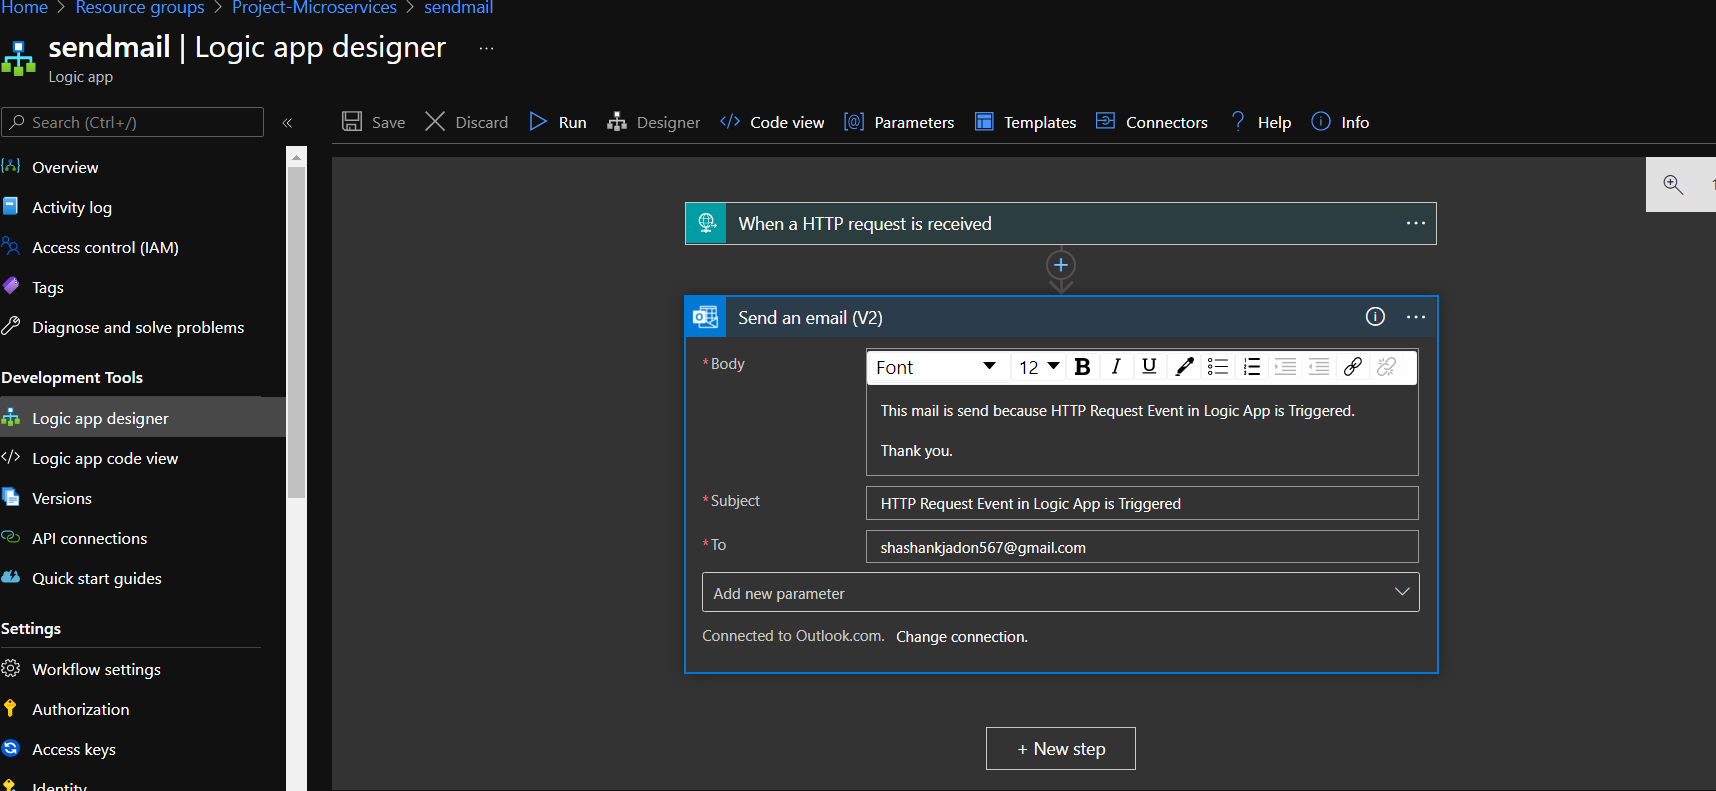 Home > Resource groups > Project-Microservices > sendmail
sendmail | Logic app designer ...
Logic app
Search (Ctrl+/) «
Overview
Activity log
Access control (IAM)
Tags
Diagnose and solve problems
Development Tools
Logic app designer
Logic app code view
Versions
API connections
Quick start guides
Settings
Workflow settings
Authorization
Access keys
Identity
Save Discard Run Designer </> Code view [@] Parameters Templates Connectors ? Help Info
When a HTTP request is received ...
+
Send an email (V2) ...
*Body
Font 12 B I U
This mail is send because HTTP Request Event in Logic App is Triggered.
Thank you.
*Subject HTTP Request Event in Logic App is Triggered
*To shashankjadon567@gmail.com
Add new parameter
Connected to Outlook.com. Change connection.
+ New step